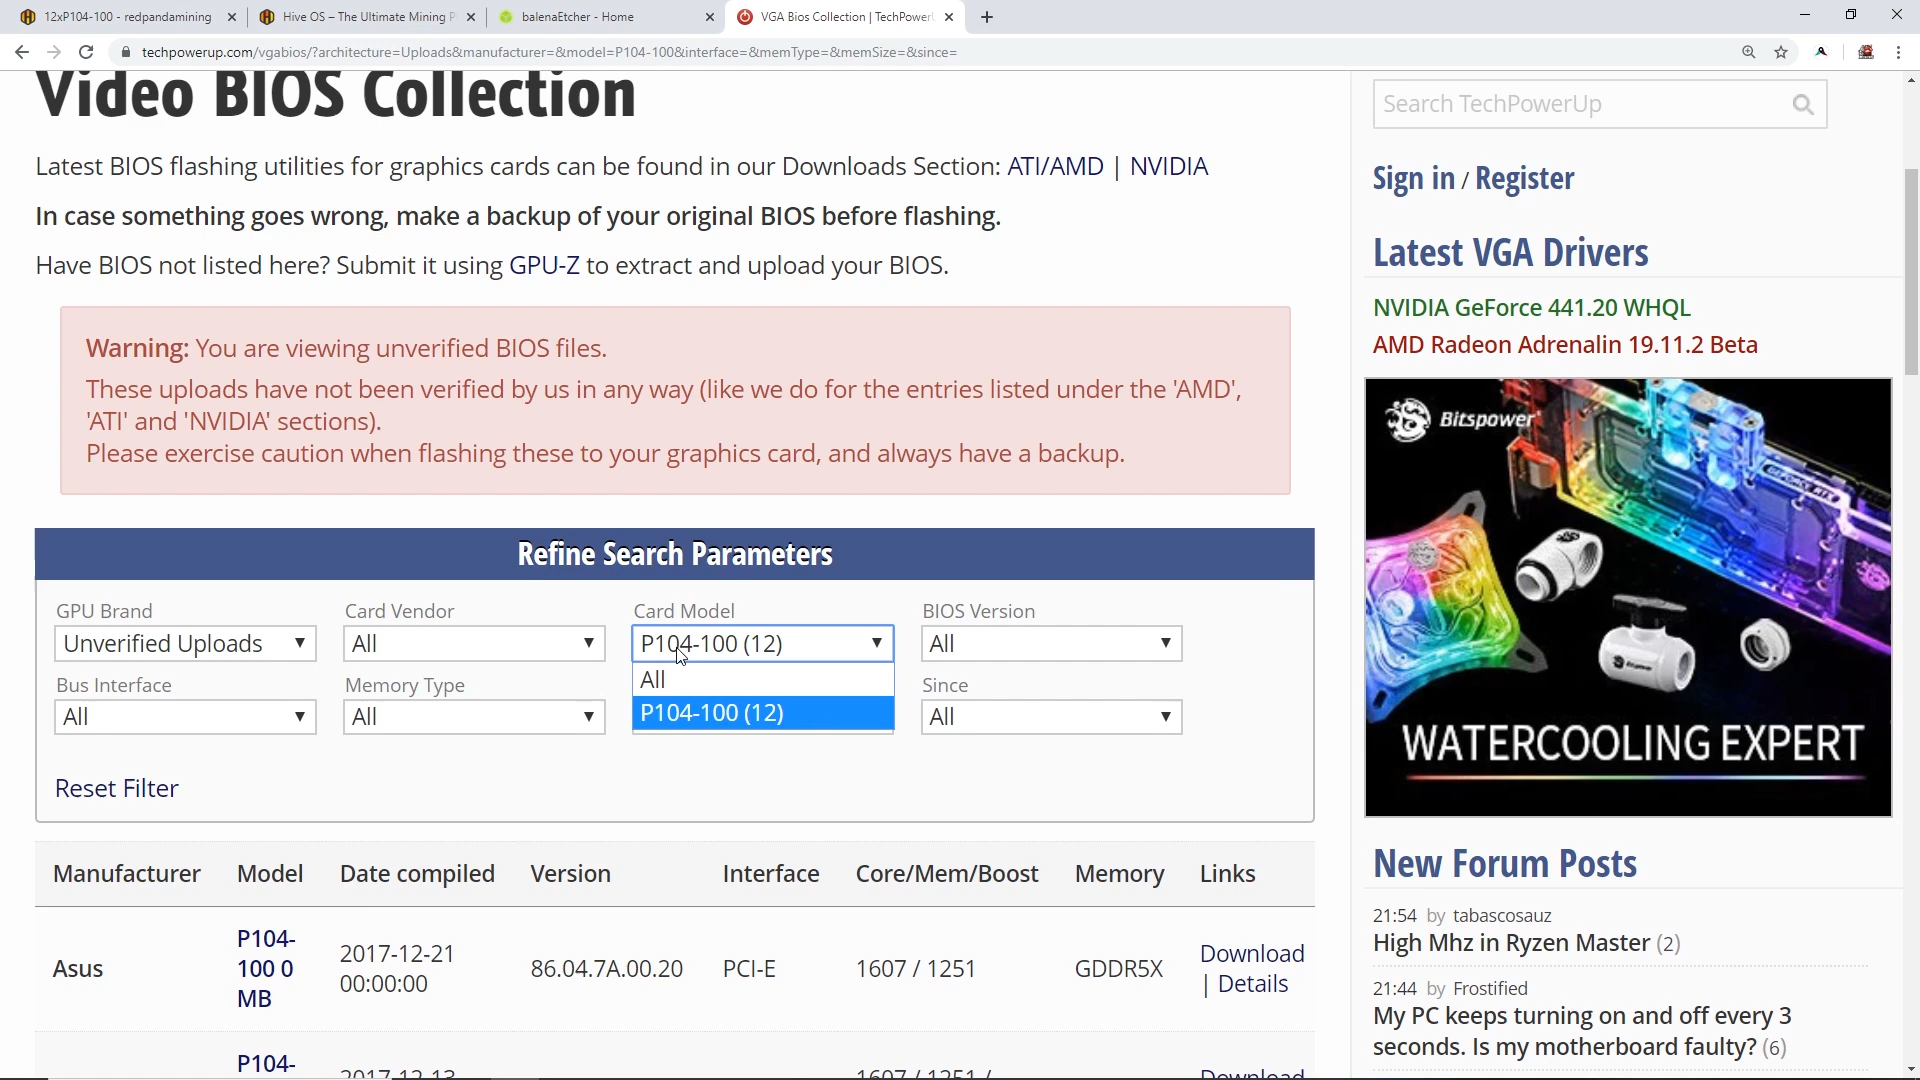 12xP104-100 - redpandamining
Hive OS – The Ultimate Mining P
balenaEtcher - Home
VGA Bios Collection | TechPower
techpowerup.com/vgabios/?architecture=Uploads&manufacturer=&model=P104-100&interface=&memType=&memSize=&since=
Video BIOS Collection
Latest BIOS flashing utilities for graphics cards can be found in our Downloads Section: ATI/AMD | NVIDIA
In case something goes wrong, make a backup of your original BIOS before flashing.
Have BIOS not listed here? Submit it using GPU-Z to extract and upload your BIOS.
Warning: You are viewing unverified BIOS files.
These uploads have not been verified by us in any way (like we do for the entries listed under the 'AMD',
'ATI' and 'NVIDIA' sections).
Please exercise caution when flashing these to your graphics card, and always have a backup.
Refine Search Parameters
GPU Brand
Card Vendor
Card Model
BIOS Version
Unverified Uploads
All
P104-100 (12)
All
All
P104-100 (12)
Bus Interface
Memory Type
Since
All
All
All
Reset Filter
Manufacturer Model Date compiled Version Interface Core/Mem/Boost Memory Links
Asus
P104-
100 0
MB
2017-12-21
00:00:00
86.04.7A.00.20
PCI-E
1607 / 1251
GDDR5X
Download
| Details
P104-
2017-12-13
1607 / 1251 /
Download
Search TechPowerUp
Sign in / Register
Latest VGA Drivers
NVIDIA GeForce 441.20 WHQL
AMD Radeon Adrenalin 19.11.2 Beta
Bitspower
WATERCOOLING EXPERT
New Forum Posts
21:54 by tabascosauz
High Mhz in Ryzen Master (2)
21:44 by Frostified
My PC keeps turning on and off every 3
seconds. Is my motherboard faulty? (6)